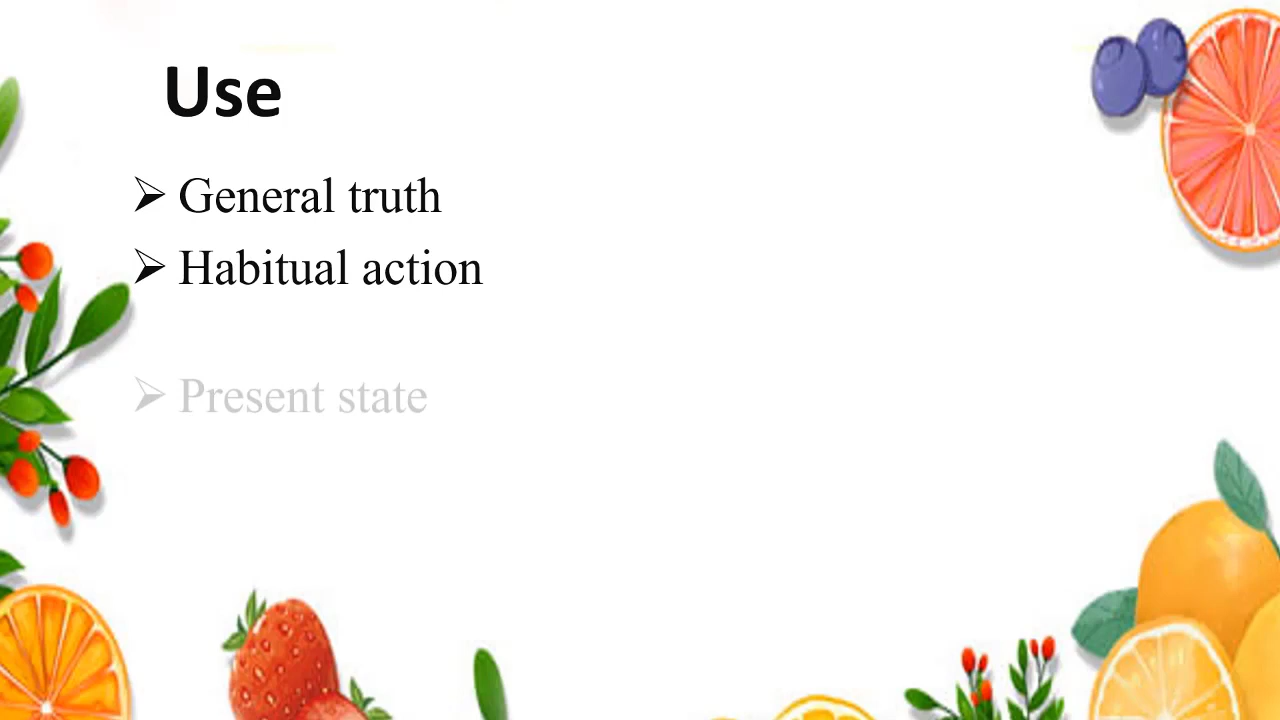 Use
➢ General truth
➢ Habitual action
➢ Present state